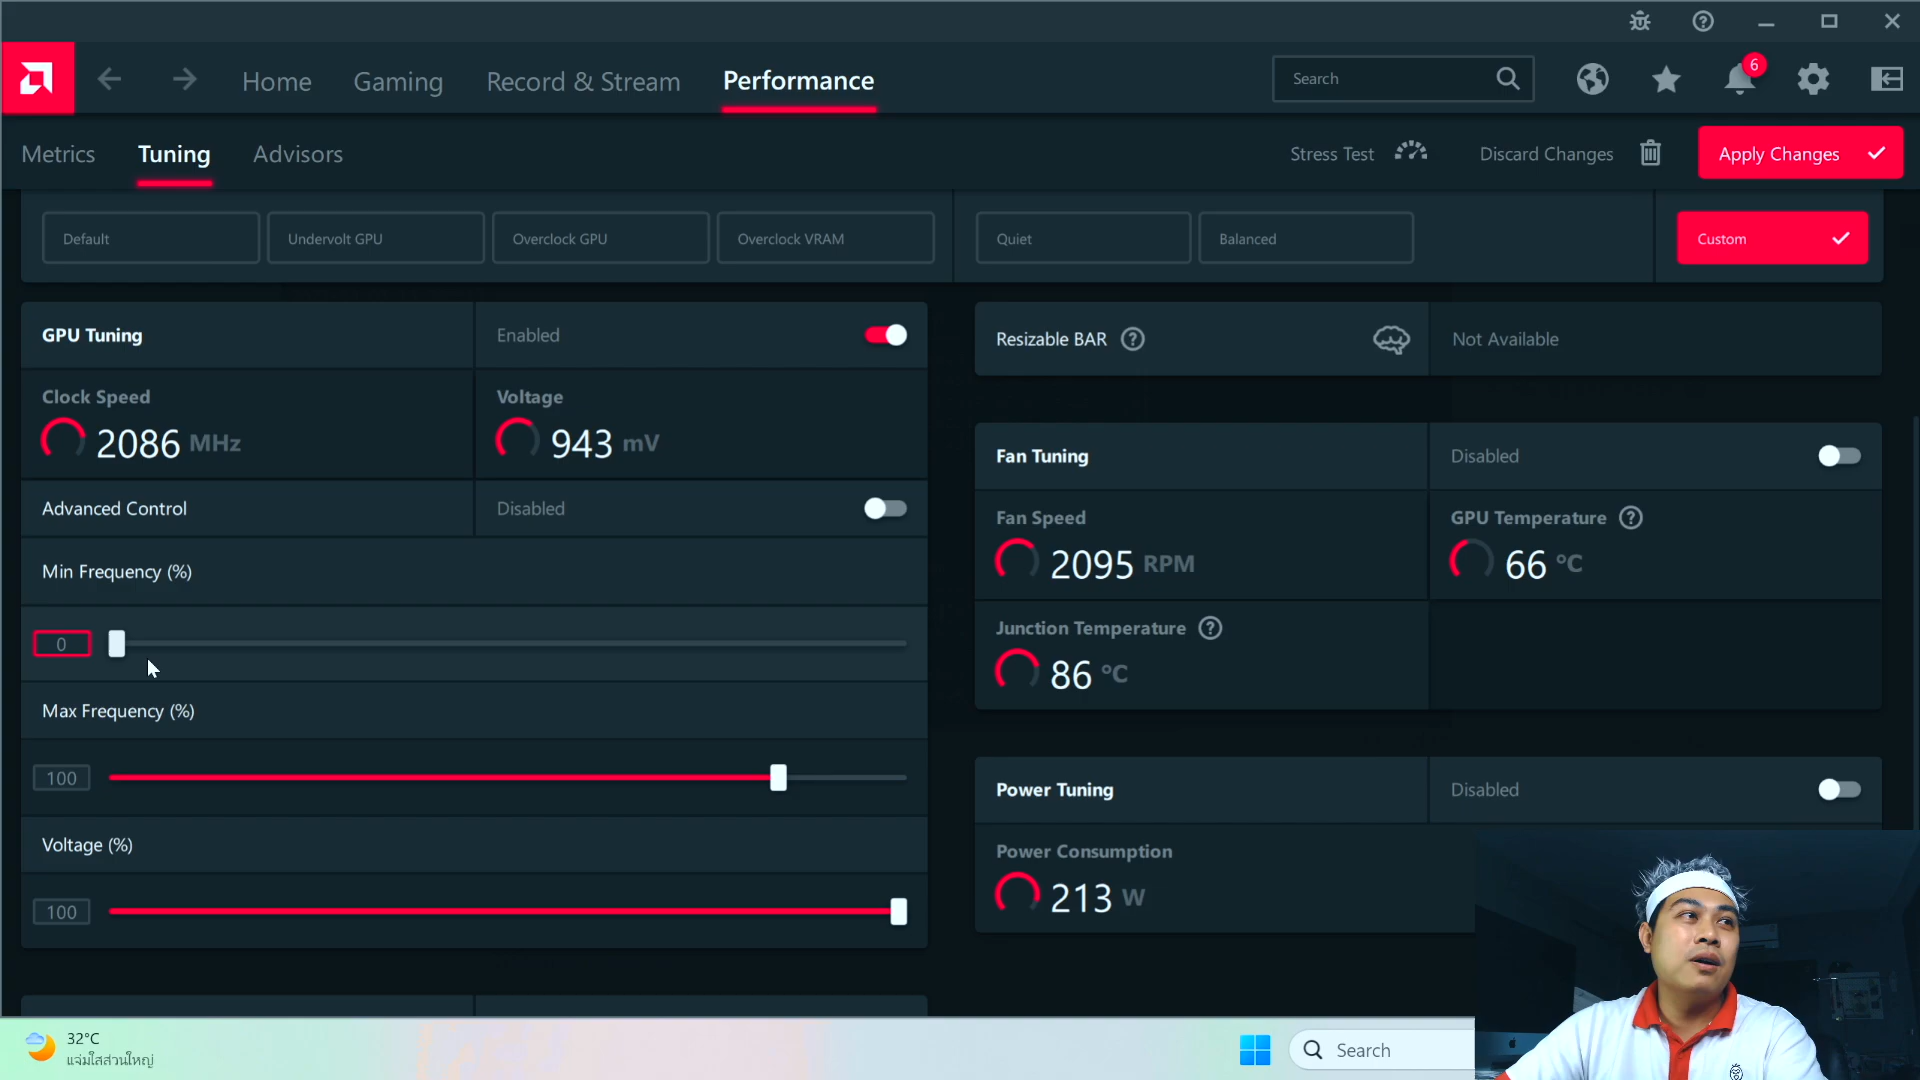 Home
Gaming
Record & Stream
Performance
Search
6
Metrics
Tuning
Advisors
Stress Test
Discard Changes
Apply Changes
Default
Undervolt GPU
Overclock GPU
Overclock VRAM
Quiet
Balanced
Custom
GPU Tuning
Enabled
Clock Speed
2086 MHz
Voltage
943 mV
Advanced Control
Disabled
Min Frequency (%)
0
Max Frequency (%)
100
Voltage (%)
100
Resizable BAR
Not Available
Fan Tuning
Disabled
Fan Speed
2095 RPM
GPU Temperature
66 °C
Junction Temperature
86 °C
Power Tuning
Disabled
Power Consumption
213 W
32°C
แจ่มใสส่วนใหญ่
Search